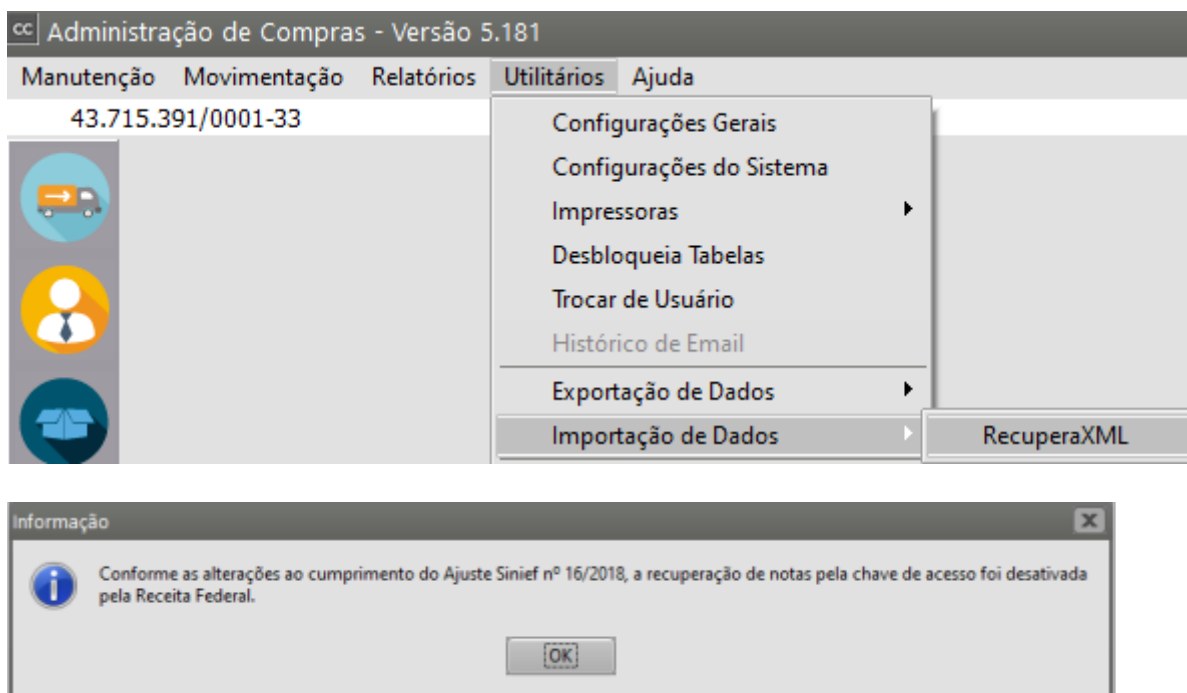 cc Administração de Compras - Versão 5.181
Manutenção Movimentação Relatórios Utilitários Ajuda
43.715.391/0001-33
Configurações Gerais
Configurações do Sistema
Impressoras
Desbloqueia Tabelas
Trocar de Usuário
Histórico de Email
Exportação de Dados
Importação de Dados RecuperaXML
Informação
Conforme as alterações ao cumprimento do Ajuste Sinief nº 16/2018, a recuperação de notas pela chave de acesso foi desativada
pela Receita Federal.
OK